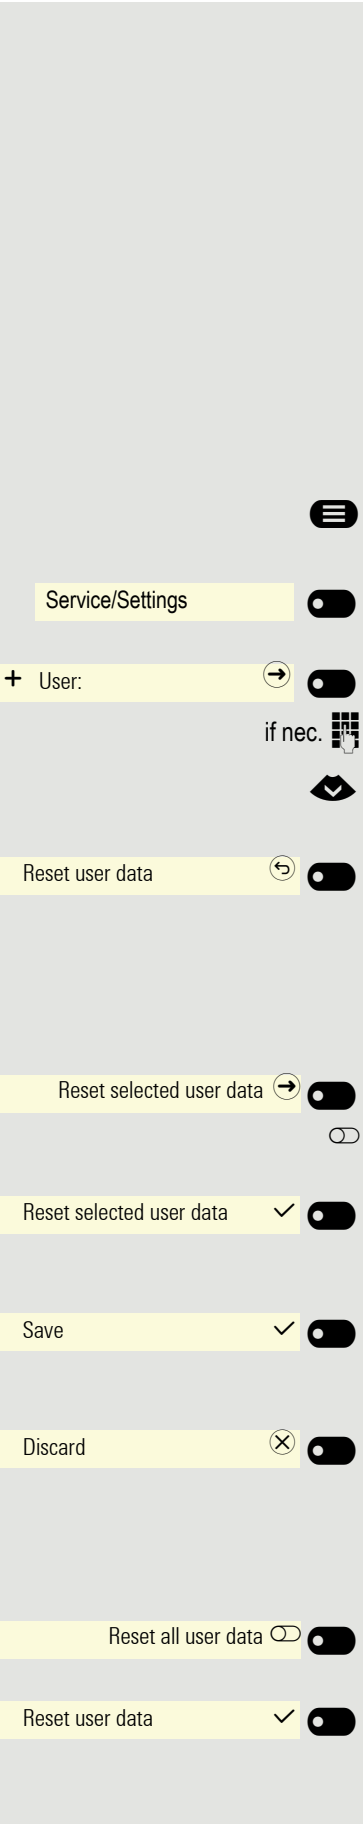 Service/Settings
+ User:
if nec.
Reset user data
Reset selected user data
Reset selected user data
Save
Discard
Reset all user data
Reset user data